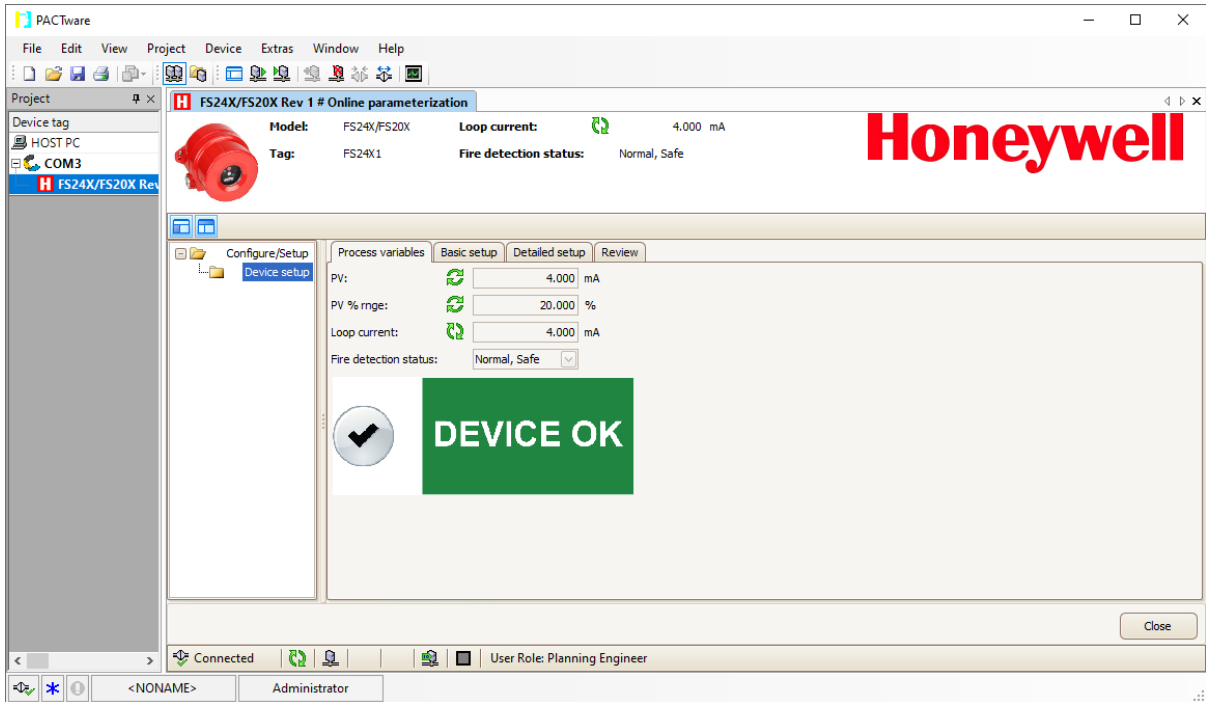 PACTware
File Edit View Project Device Extras Window Help
Project
FS24X/FS20X Rev 1 # Online parameterization
Device tag
HOST PC
COM3
FS24X/FS20X Rev
Model: FS24X/FS20X Loop current: 4.000 mA
Tag: FS24X1 Fire detection status: Normal, Safe
Honeywell
Configure/Setup
Device setup
Process variables Basic setup Detailed setup Review
PV: 4.000 mA
PV % rnge: 20.000 %
Loop current: 4.000 mA
Fire detection status: Normal, Safe
DEVICE OK
Close
Connected User Role: Planning Engineer
<NONAME> Administrator